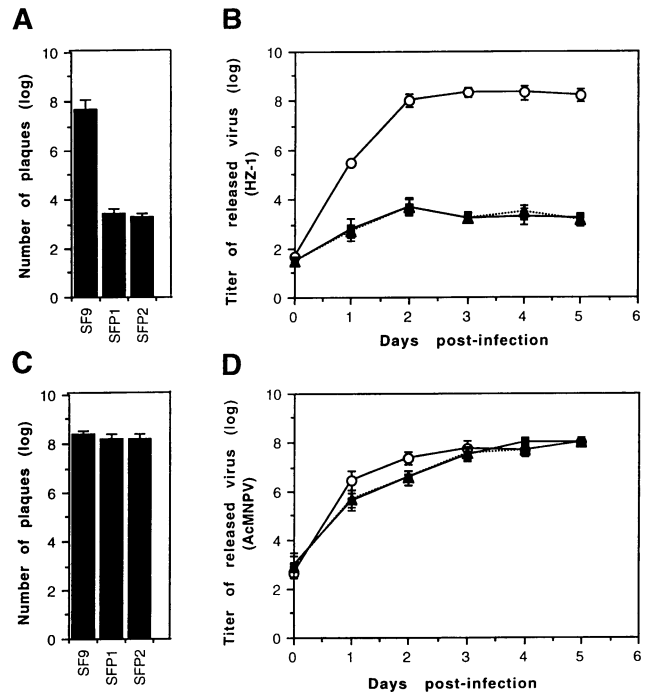 A
Number of plaques (log)
10
8
6
4
2
0
SF9
SFP1
SFP2
B
Titer of released virus (log)
(HZ-1)
10
8
6
4
2
0
0 1 2 3 4 5 6
Days post-infection
C
Number of plaques (log)
10
8
6
4
2
0
SF9
SFP1
SFP2
D
Titer of released virus (log)
(AcMNPV)
10
8
6
4
2
0
0 1 2 3 4 5 6
Days post-infection